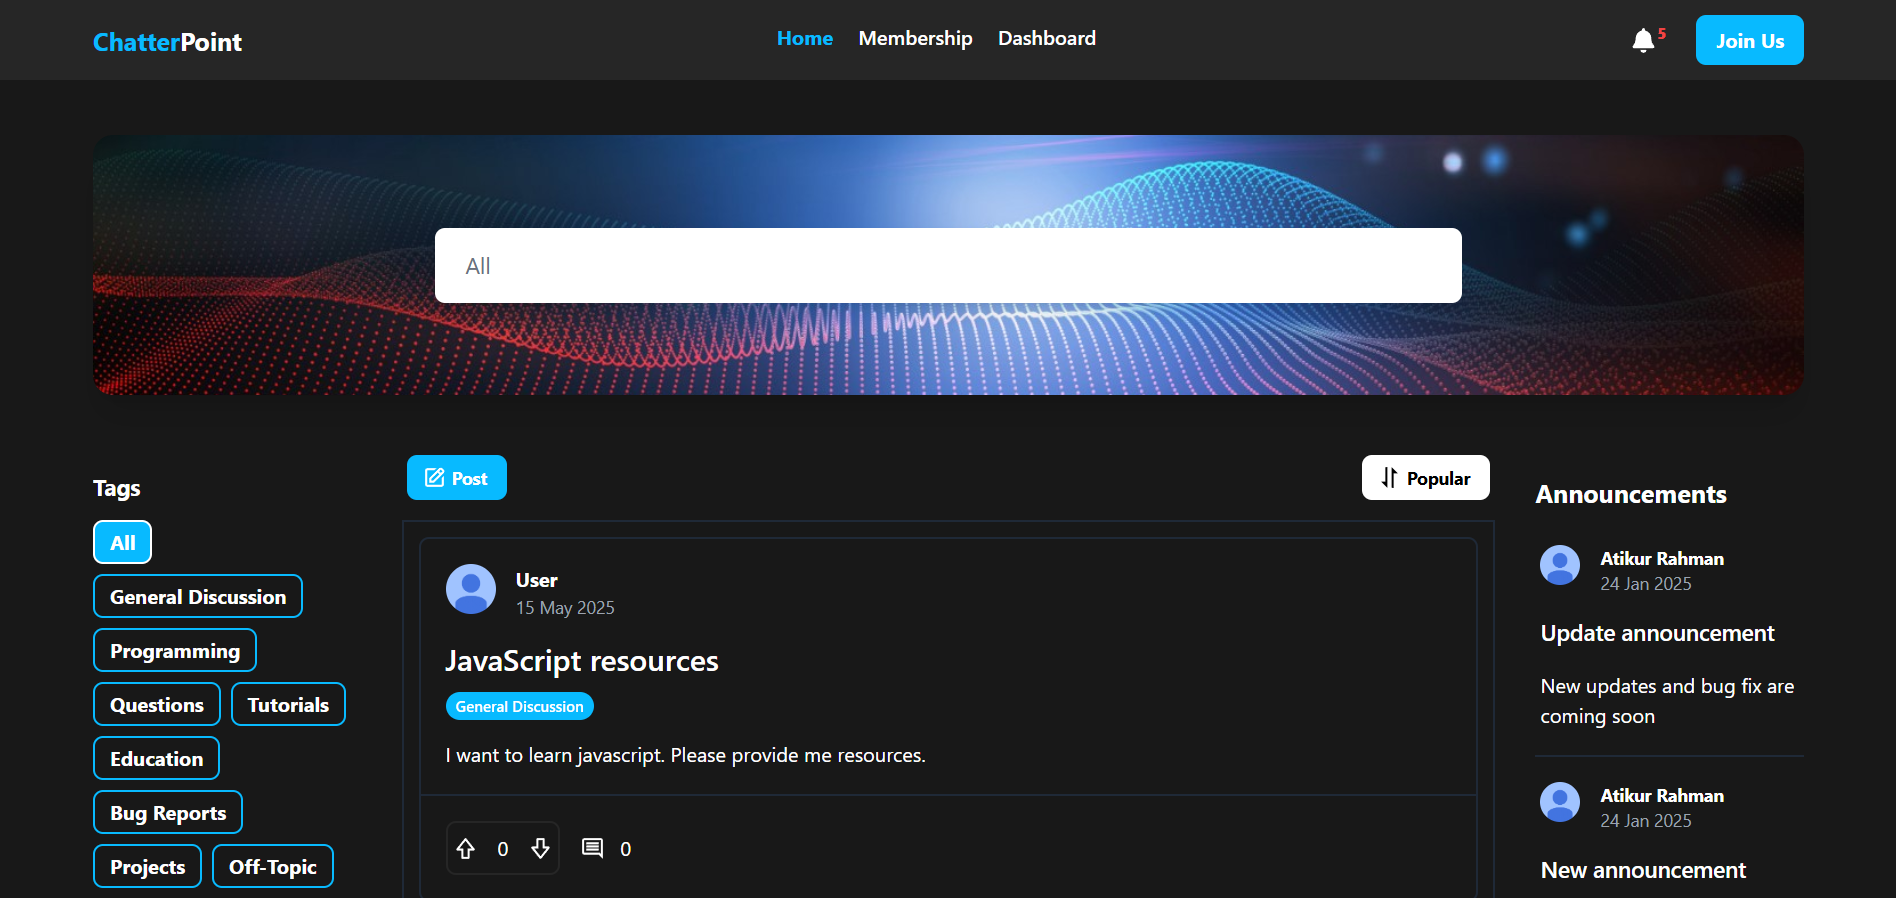 ChatterPoint
Home Membership Dashboard
5
Join Us
All
Tags
All
General Discussion
Programming
Questions Tutorials
Education
Bug Reports
Projects Off-Topic
Post
Popular
User
15 May 2025
JavaScript resources
General Discussion
I want to learn javascript. Please provide me resources.
0 0
Announcements
Atikur Rahman
24 Jan 2025
Update announcement
New updates and bug fix are
coming soon
Atikur Rahman
24 Jan 2025
New announcement